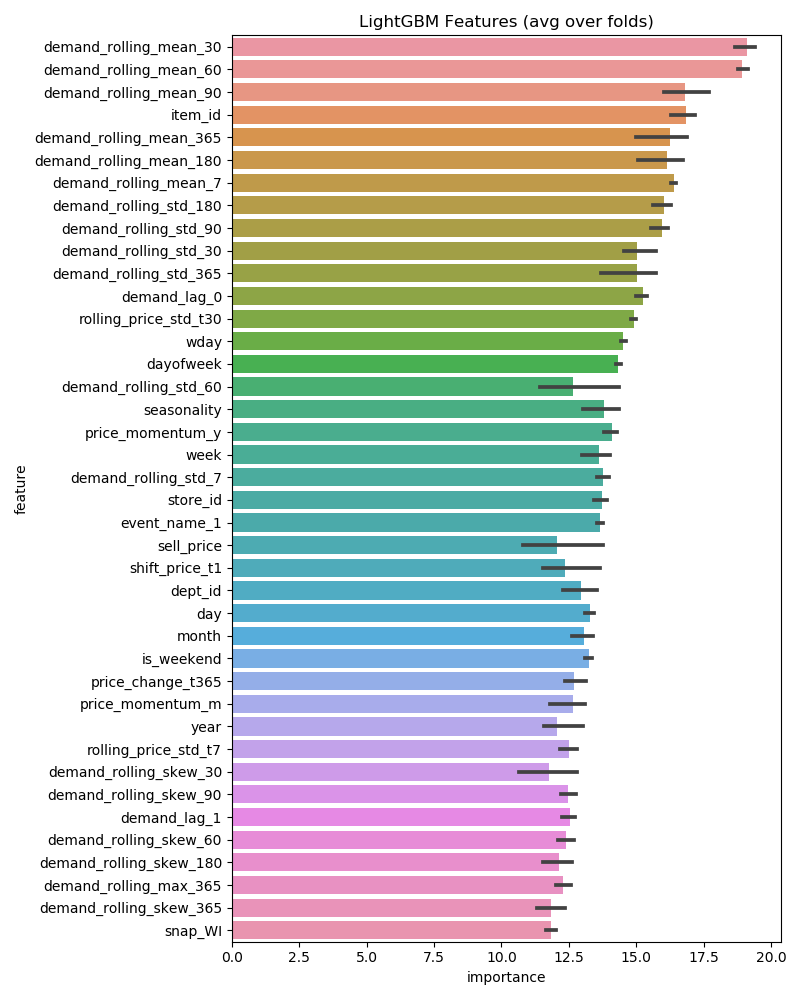 LightGBM Features (avg over folds)
demand_rolling_mean_30
demand_rolling_mean_60
demand_rolling_mean_90
item_id
demand_rolling_mean_365
demand_rolling_mean_180
demand_rolling_mean_7
demand_rolling_std_180
demand_rolling_std_90
demand_rolling_std_30
demand_rolling_std_365
demand_lag_0
rolling_price_std_t30
wday
dayofweek
demand_rolling_std_60
seasonality
price_momentum_y
week
demand_rolling_std_7
store_id
event_name_1
sell_price
shift_price_t1
dept_id
day
month
is_weekend
price_change_t365
price_momentum_m
year
rolling_price_std_t7
demand_rolling_skew_30
demand_rolling_skew_90
demand_lag_1
demand_rolling_skew_60
demand_rolling_skew_180
demand_rolling_max_365
demand_rolling_skew_365
snap_WI
feature
0.0 2.5 5.0 7.5 10.0 12.5 15.0 17.5 20.0
importance